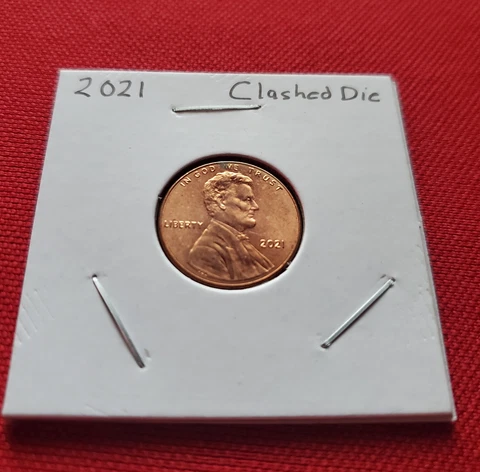 2021 Clashed Die
IN GOD WE TRUST
LIBERTY
2021